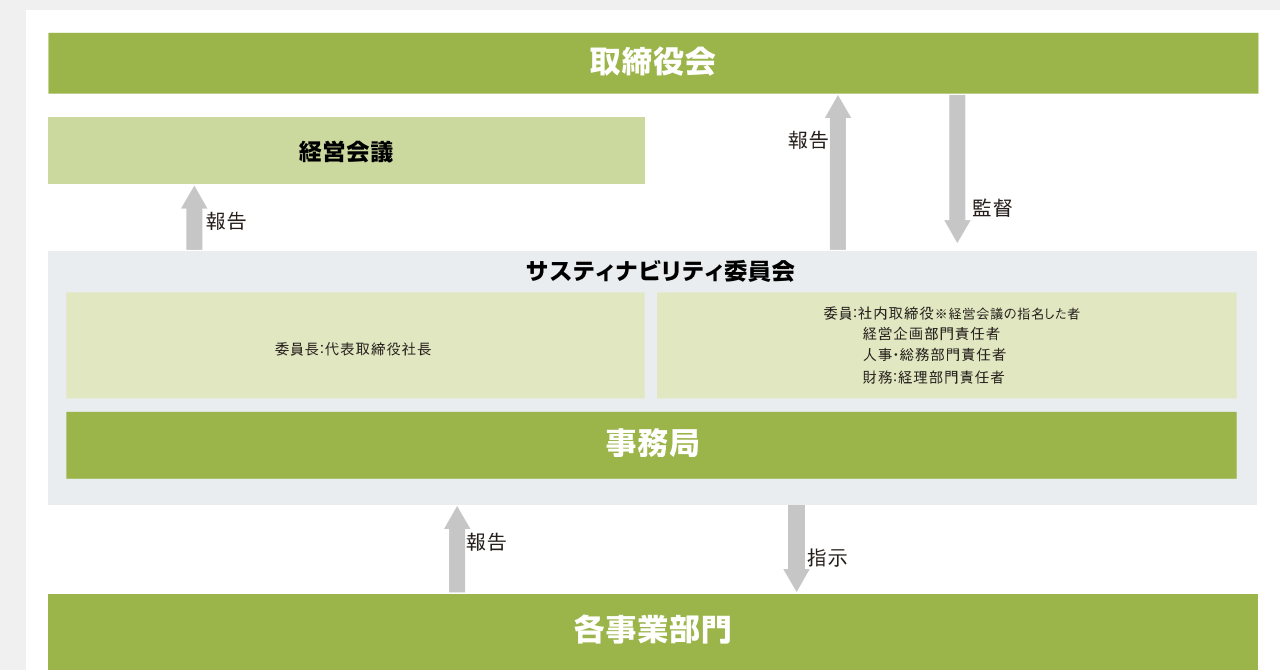 取締役会
経営会議
報告
報告
監督
サスティナビリティ委員会
委員長:代表取締役社長
委員:社内取締役※経営会議の指名した者
経営企画部門責任者
人事・総務部門責任者
財務:経理部門責任者
事務局
報告
指示
各事業部門